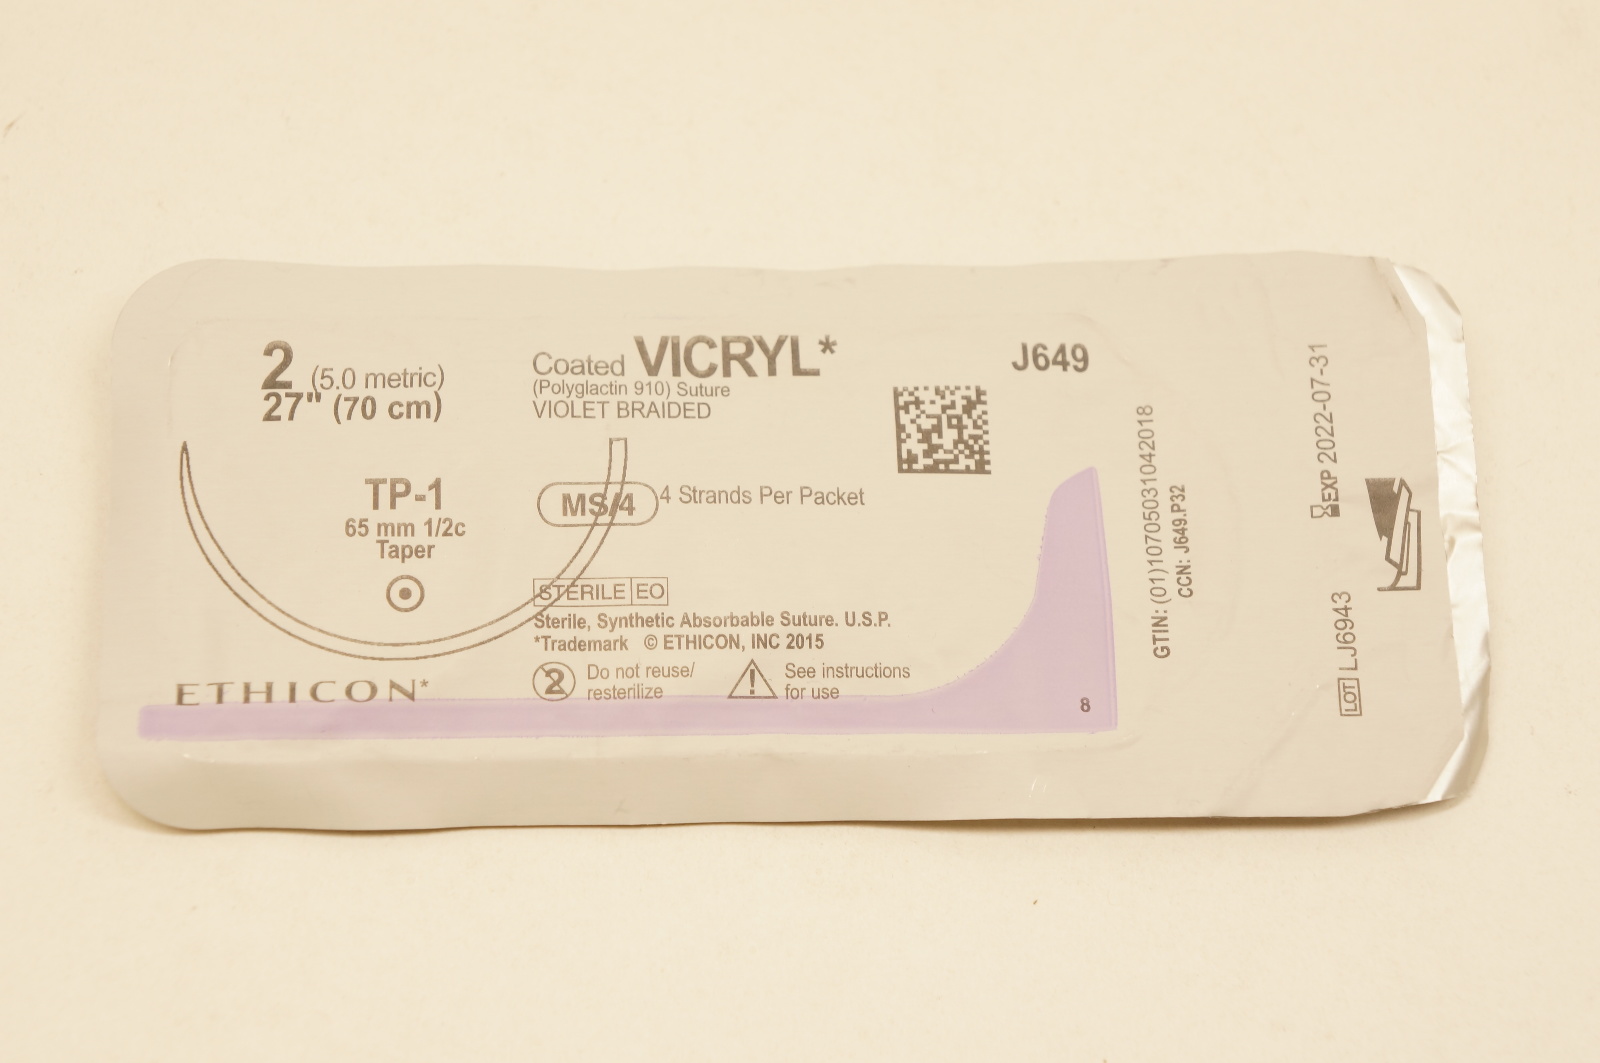 2 (5.0 metric)
27" (70 cm)
TP-1
65 mm 1/2c
Taper
ETHICON*
Coated VICRYL*
(Polyglactin 910) Suture
VIOLET BRAIDED
MS/4 4 Strands Per Packet
STERILE EO
Sterile, Synthetic Absorbable Suture. U.S.P.
*Trademark © ETHICON, INC 2015
2 Do not reuse/
resterilize
! See instructions
for use
J649
8
GTIN: (01)10705031042018
CCN: J649.P32
EXP 2022-07-31
LOT LJ6943